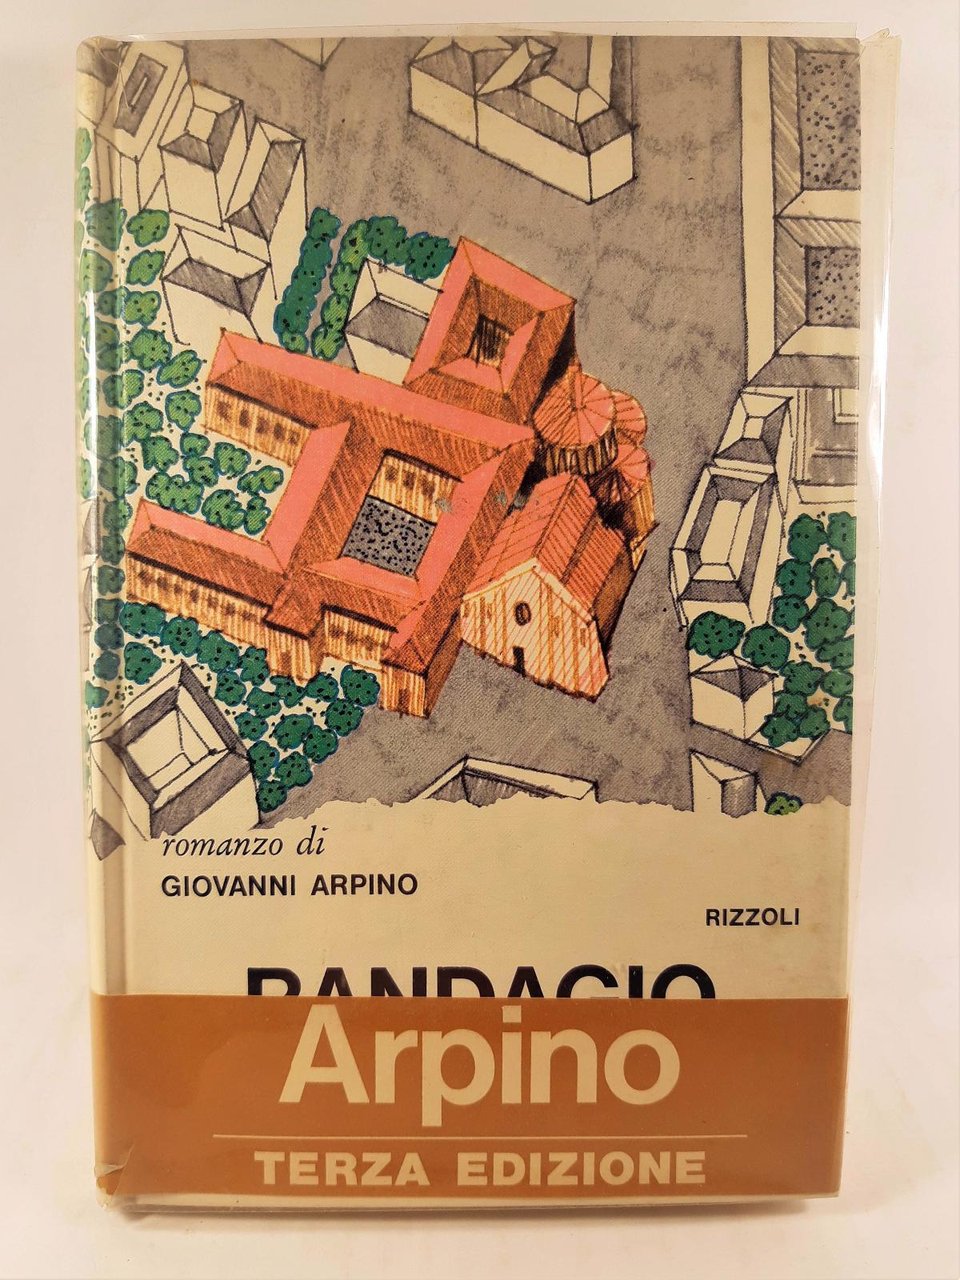 romanzo di
GIOVANNI ARPINO
RIZZOLI
RANDAGIO
Arpino
TERZA EDIZIONE